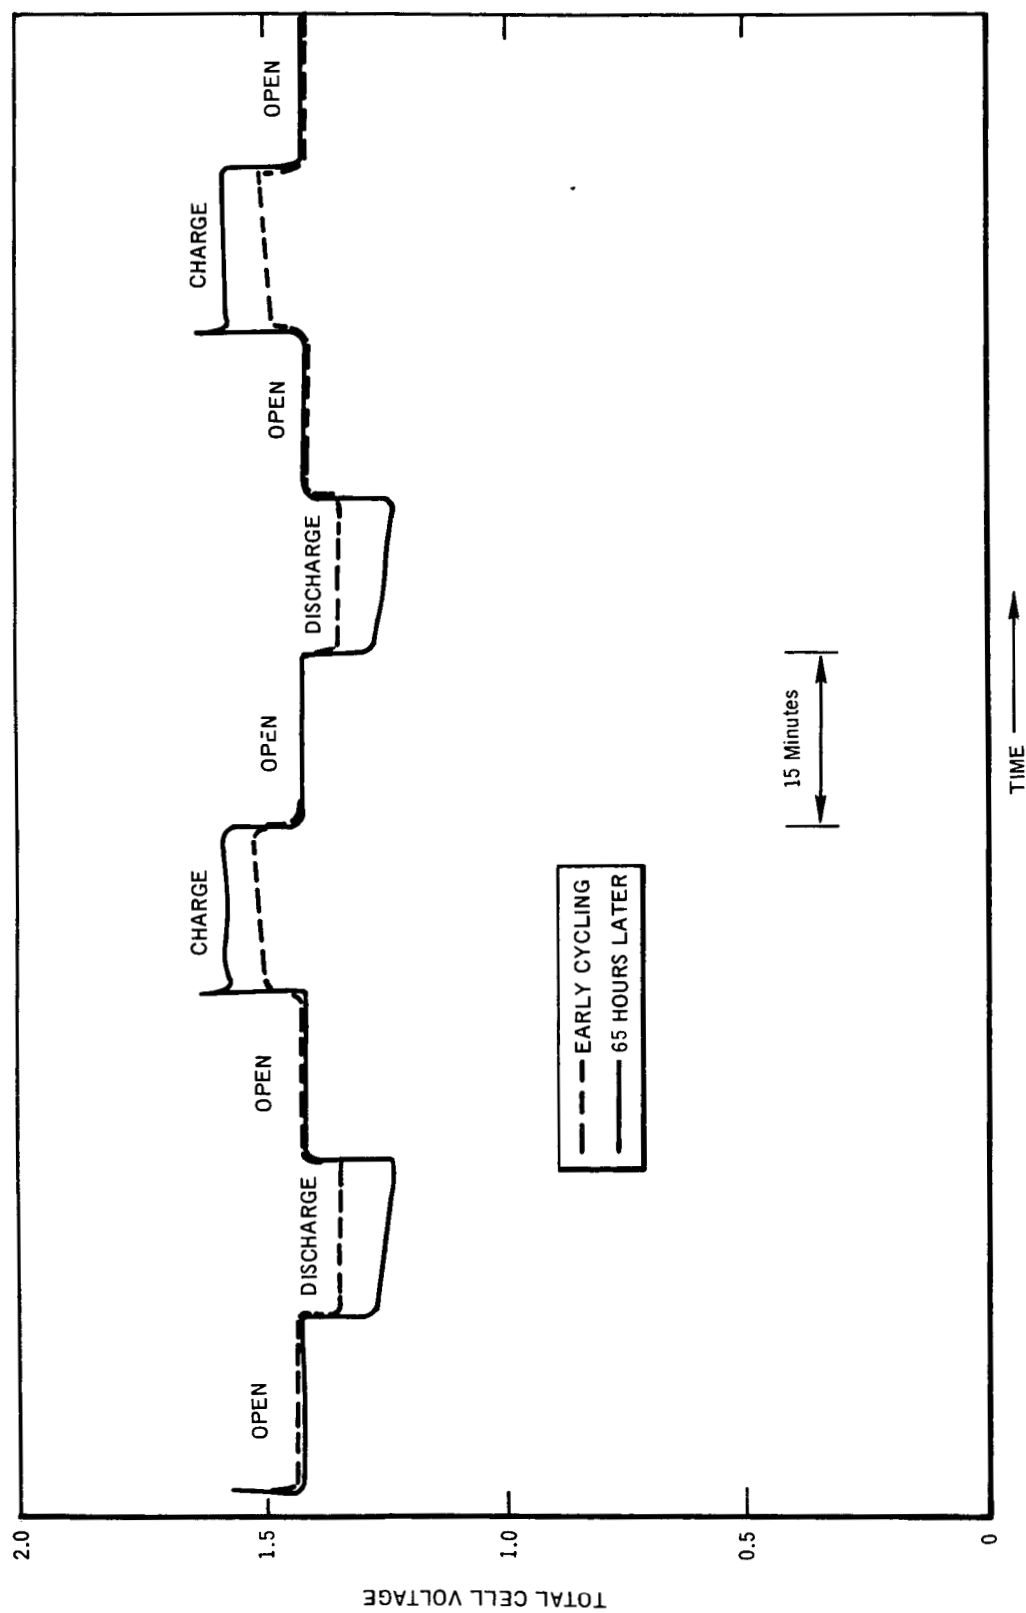 TOTAL CELL VOLTAGE
2.0
1.5
1.0
0.5
0
OPEN
DISCHARGE
OPEN
CHARGE
OPEN
DISCHARGE
OPEN
CHARGE
OPEN
15 Minutes
EARLY CYCLING
65 HOURS LATER
TIME